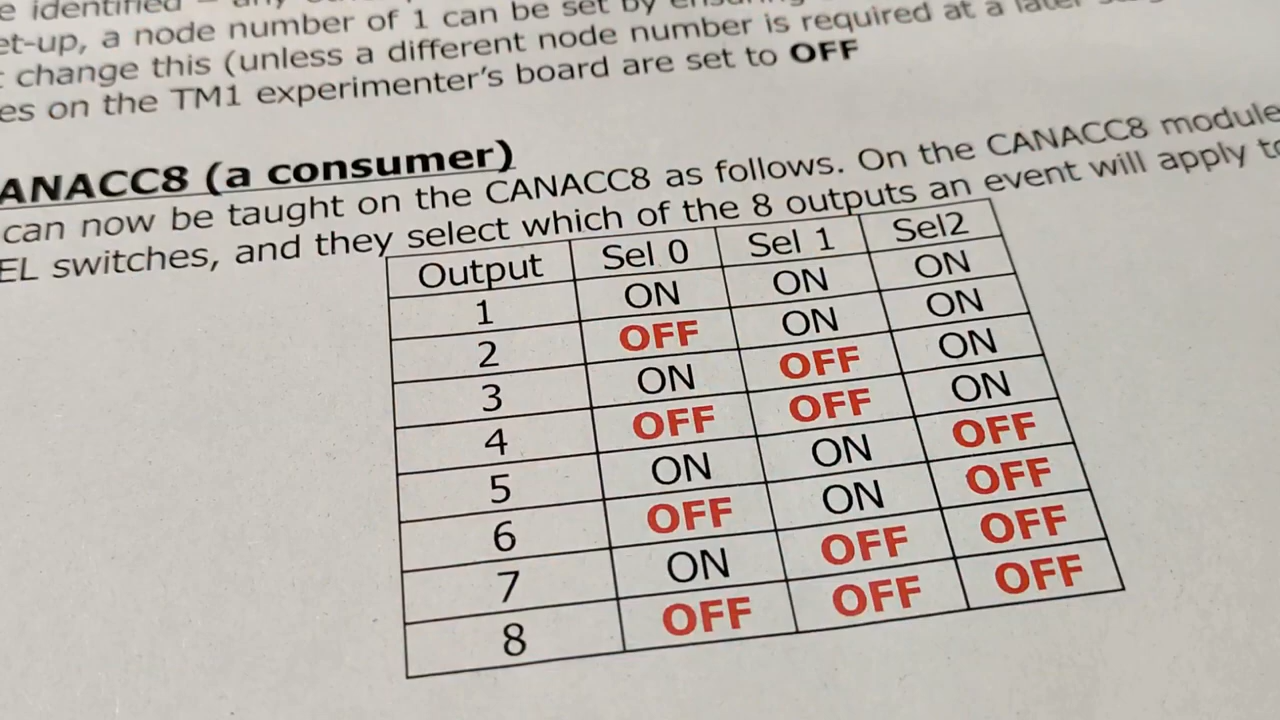 e identified – any
et-up, a node number of 1 can be set by
change this (unless a different node number is required at a later
es on the TM1 experimenter's board are set to OFF
ANACC8 (a consumer)
can now be taught on the CANACC8 as follows. On the CANACC8 module
EL switches, and they select which of the 8 outputs an event will apply to
Output Sel 0 Sel 1 Sel2
1 ON ON ON
2 OFF ON ON
3 ON OFF ON
4 OFF OFF ON
5 ON ON OFF
6 OFF ON OFF
7 ON OFF OFF
8 OFF OFF OFF